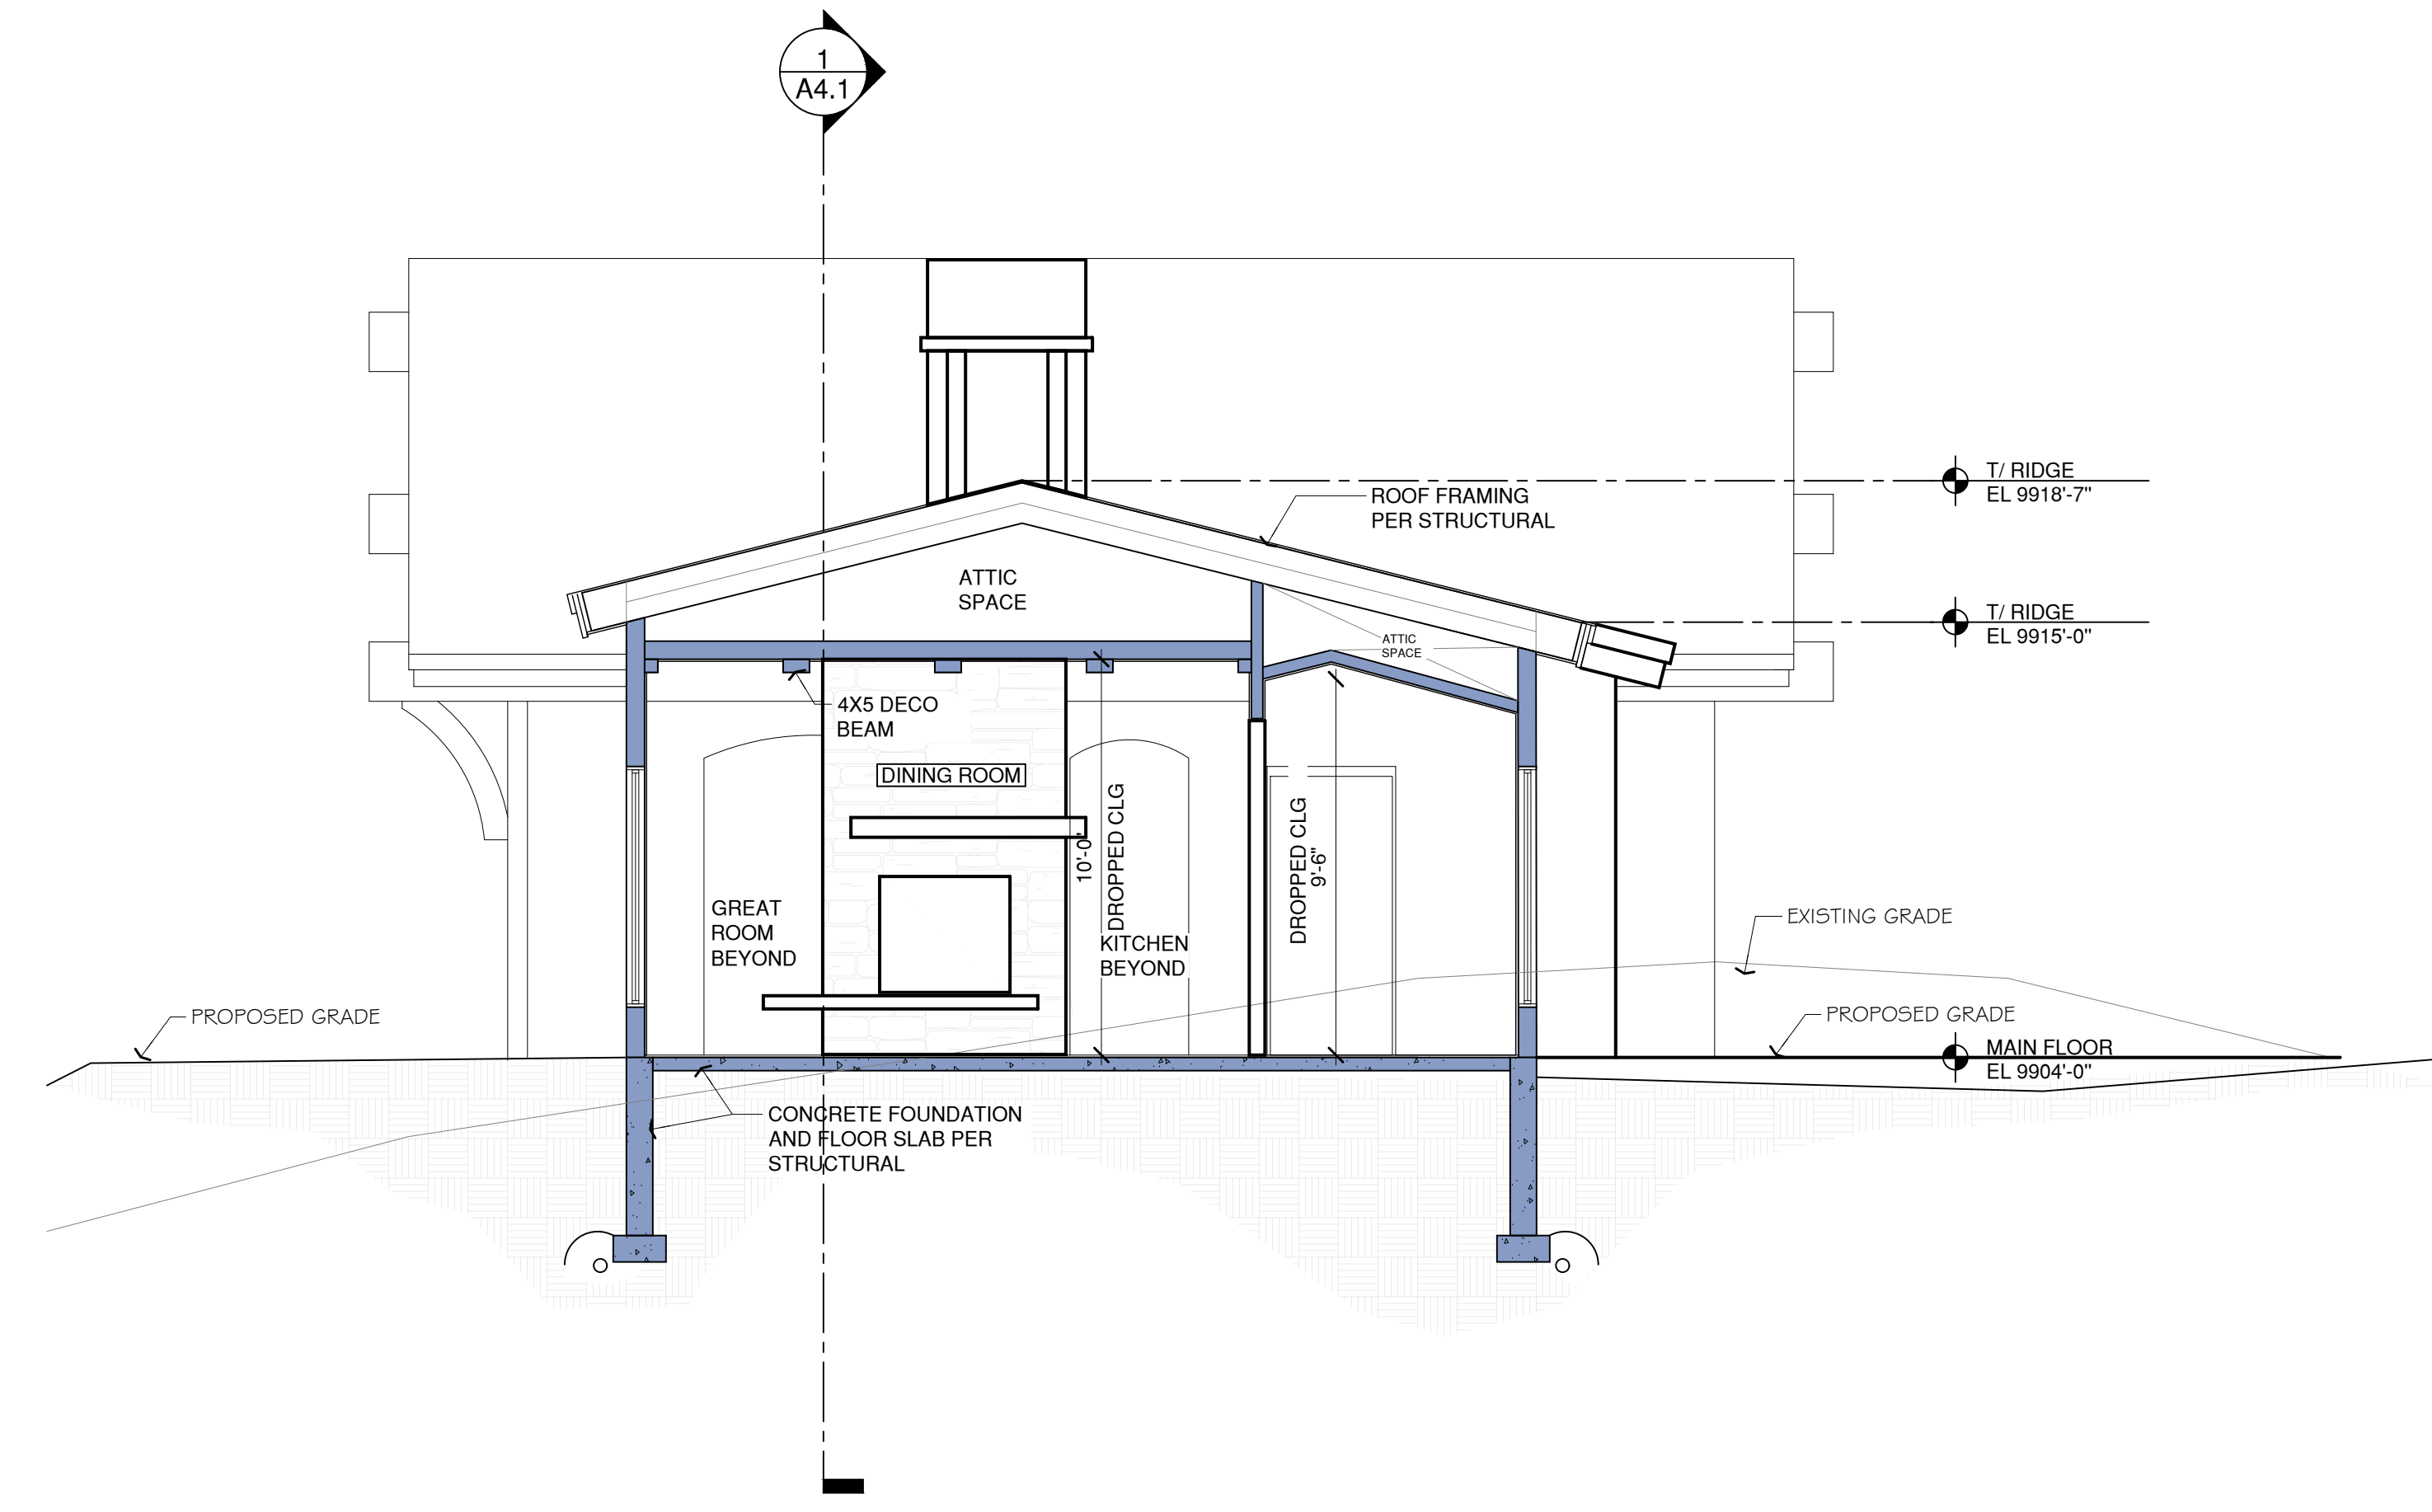 1
A4.1
T/ RIDGE
EL 9918'-7"
ROOF FRAMING
PER STRUCTURAL
ATTIC
SPACE
T/ RIDGE
EL 9915'-0"
ATTIC
SPACE
4X5 DECO
BEAM
DINING ROOM
10'-0"
DROPPED CLG
DROPPED CLG
9'-6"
GREAT
ROOM
BEYOND
KITCHEN
BEYOND
EXISTING GRADE
PROPOSED GRADE
PROPOSED GRADE
MAIN FLOOR
EL 9904'-0"
CONCRETE FOUNDATION
AND FLOOR SLAB PER
STRUCTURAL